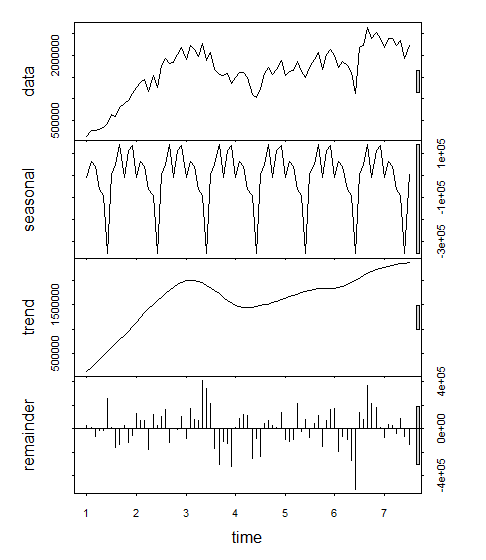 data
500000 2000000
seasonal
-3e+05 -1e+05 1e+05
trend
500000 1500000
remainder
-4e+05 0e+00 4e+05
1 2 3 4 5 6 7
time